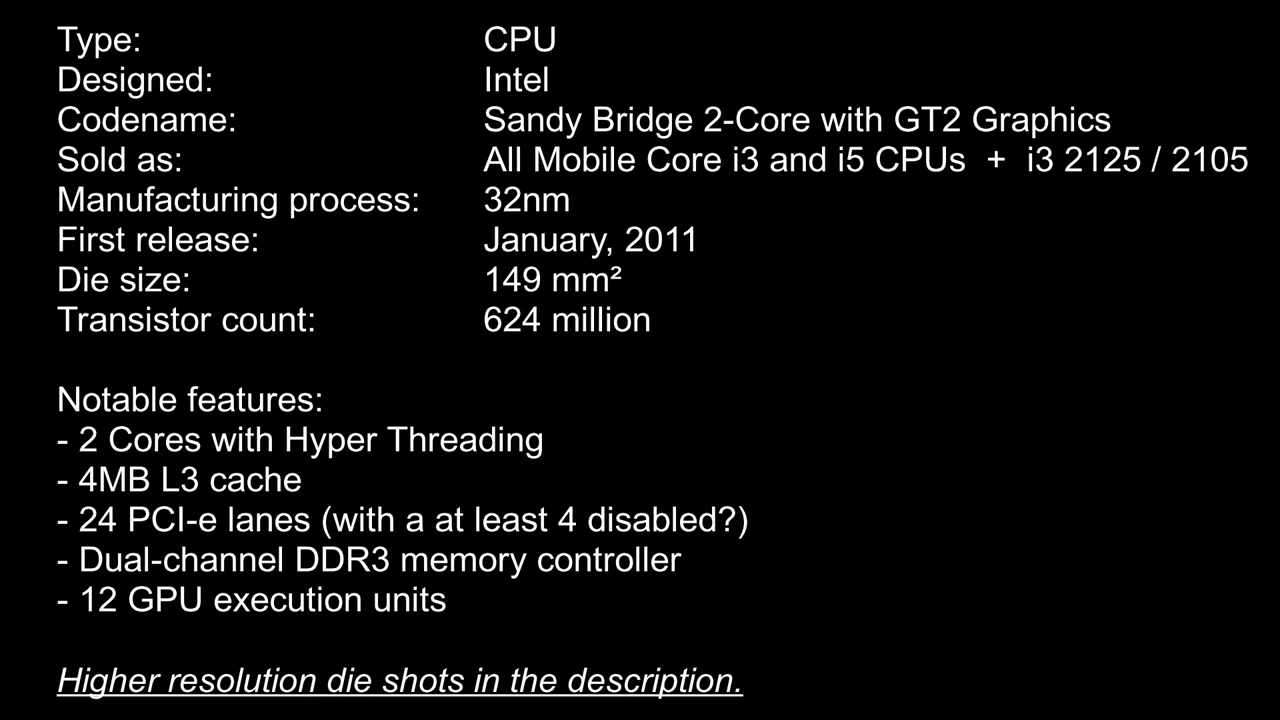 Type: CPU
Designed: Intel
Codename: Sandy Bridge 2-Core with GT2 Graphics
Sold as: All Mobile Core i3 and i5 CPUs + i3 2125 / 2105
Manufacturing process: 32nm
First release: January, 2011
Die size: 149 mm²
Transistor count: 624 million
Notable features:
- 2 Cores with Hyper Threading
- 4MB L3 cache
- 24 PCI-e lanes (with a at least 4 disabled?)
- Dual-channel DDR3 memory controller
- 12 GPU execution units
Higher resolution die shots in the description.